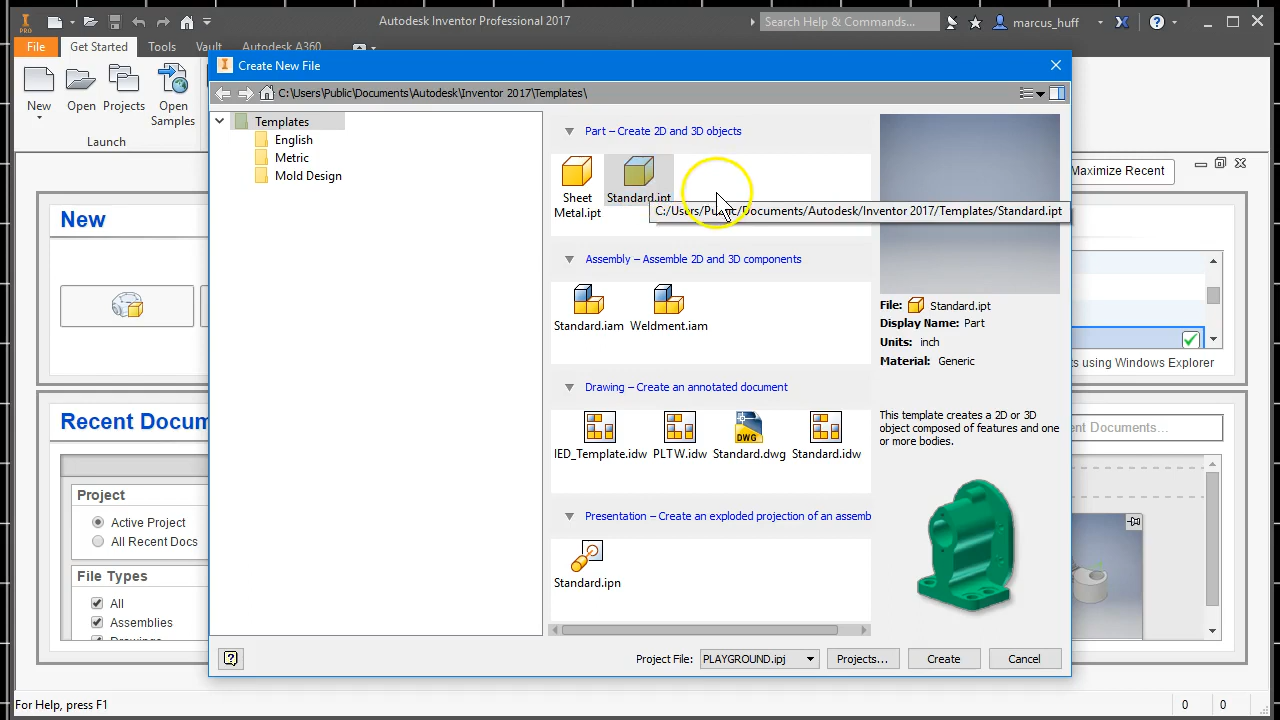 Autodesk Inventor Professional 2017
Search Help & Commands...
marcus_huff
PRO
File
Get Started
Tools
Vault
Autodesk A360
New
Open
Projects
Open
Samples
Launch
Create New File
C:\Users\Public\Documents\Autodesk\Inventor 2017\Templates\
Templates
English
Metric
Mold Design
Part – Create 2D and 3D objects
Sheet
Metal.ipt
Standard.ipt
C:/Users/Public/Documents/Autodesk/Inventor 2017/Templates/Standard.ipt
Assembly – Assemble 2D and 3D components
Standard.iam
Weldment.iam
Drawing – Create an annotated document
IED_Template.idw
PLTW.idw
DWG
Standard.dwg
Standard.idw
Presentation – Create an exploded projection of an assemb
Standard.ipn
File: Standard.ipt
Display Name: Part
Units: inch
Material: Generic
This template creates a 2D or 3D
object composed of features and one
or more bodies.
Project File: PLAYGROUND.ipj
Projects...
Create
Cancel
New
Maximize Recent
ts using Windows Explorer
Recent Docum
ent Documents...
Project
Active Project
All Recent Docs
File Types
All
Assemblies
Drawings
For Help, press F1
0
0